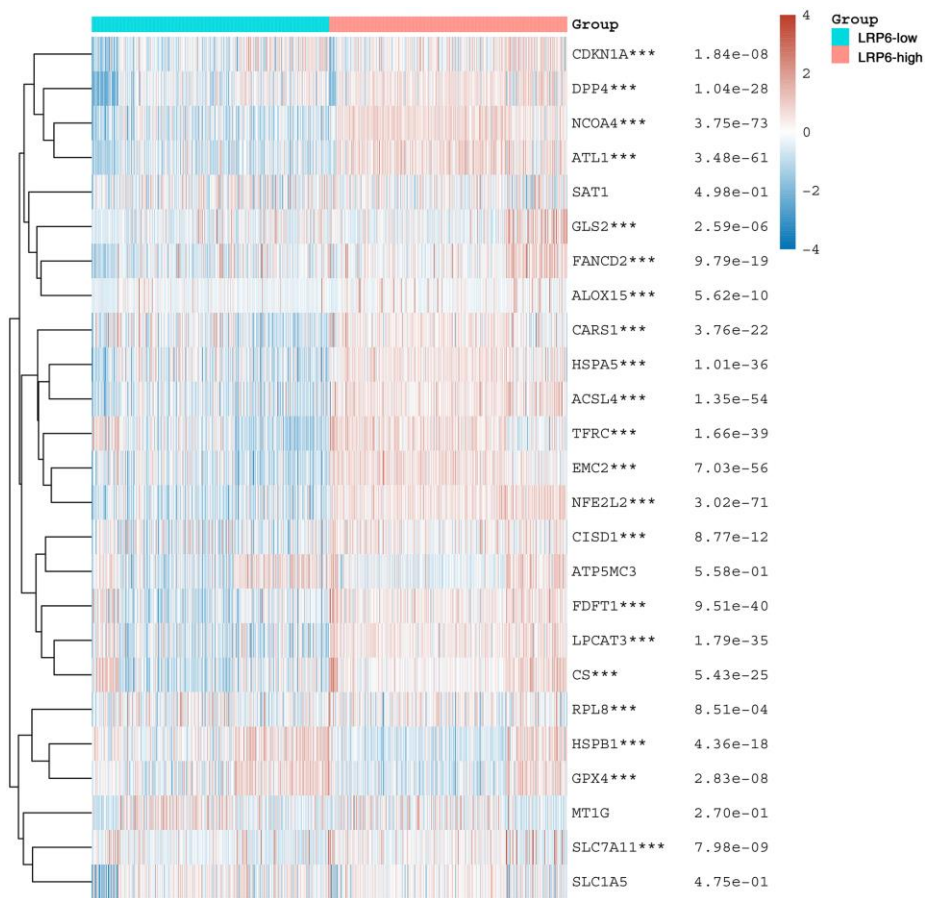 Group
CDKN1A*** 1.84e-08
DPP4*** 1.04e-28
NCOA4*** 3.75e-73
ATL1*** 3.48e-61
SAT1 4.98e-01
GLS2*** 2.59e-06
FANCD2*** 9.79e-19
ALOX15*** 5.62e-10
CARS1*** 3.76e-22
HSPA5*** 1.01e-36
ACSL4*** 1.35e-54
TFRC*** 1.66e-39
EMC2*** 7.03e-56
NFE2L2*** 3.02e-71
CISD1*** 8.77e-12
ATP5MC3 5.58e-01
FDFT1*** 9.51e-40
LPCAT3*** 1.79e-35
CS*** 5.43e-25
RPL8*** 8.51e-04
HSPB1*** 4.36e-18
GPX4*** 2.83e-08
MT1G 2.70e-01
SLC7A11*** 7.98e-09
SLC1A5 4.75e-01
4
2
0
−2
−4
Group
LRP6-low
LRP6-high